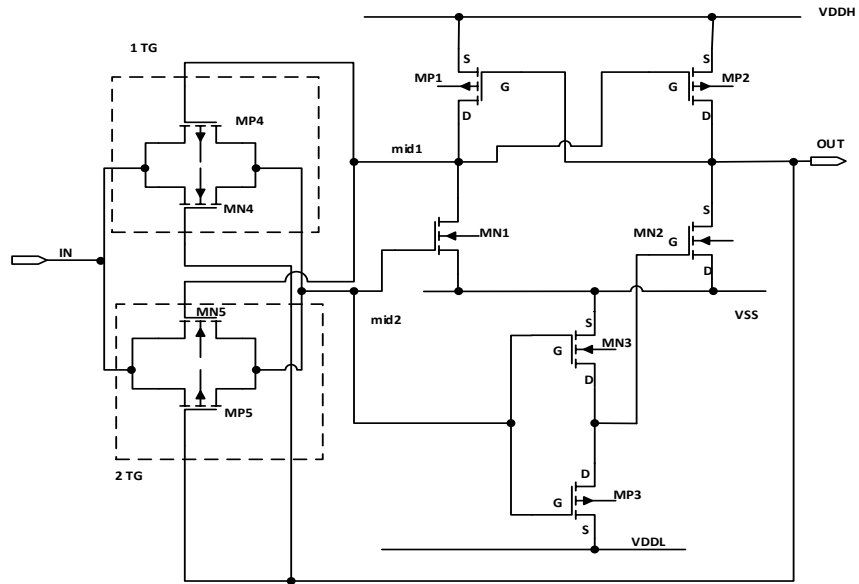 VDDH
1 TG
S
S
MP1
G
G
MP2
MP4
D
D
OUT
mid1
MN4
S
MN1
MN2
G
IN
D
MN5
mid2
S
VSS
G
MN3
D
MP5
D
MP3
G
S
2 TG
VDDL